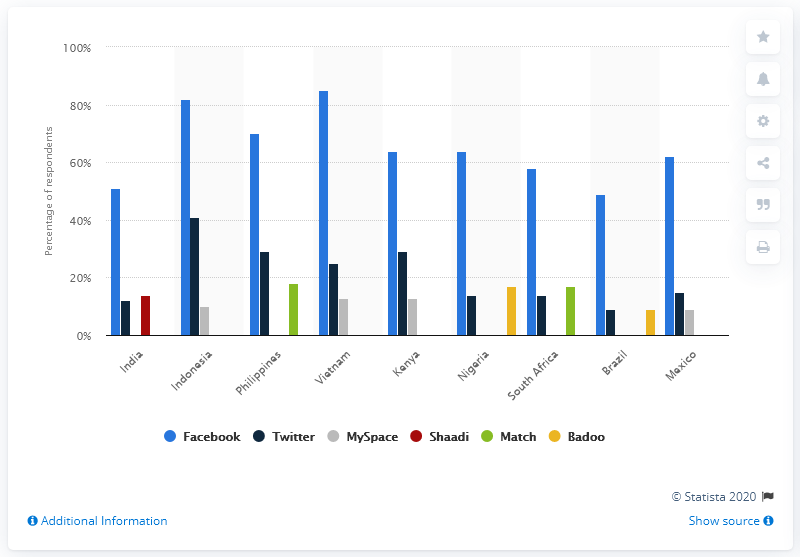 100%
80%
60%
40%
20%
0%
Percentage of respondents
India
Indonesia
Philippines
Vietnam
Kenya
Nigeria
South Africa
Brazil
Mexico
Facebook Twitter MySpace Shaadi Match Badoo
© Statista 2020
Additional Information
Show source